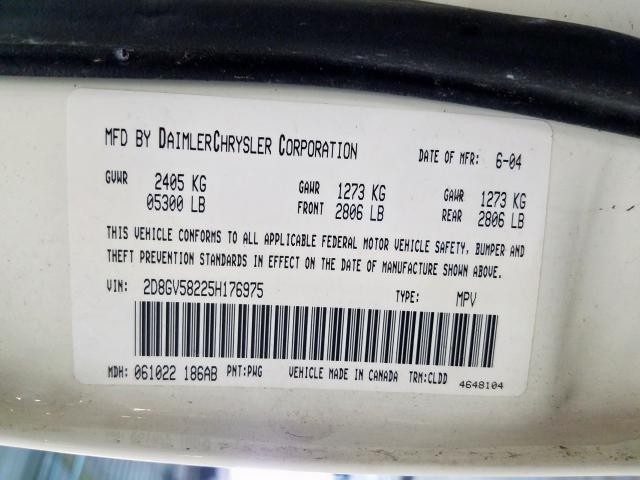 MFD BY DAIMLERCHRYSLER CORPORATION DATE OF MFR: 6-04
GVWR 2405 KG GAWR 1273 KG GAWR 1273 KG
05300 LB FRONT 2806 LB REAR 2806 LB
THIS VEHICLE CONFORMS TO ALL APPLICABLE FEDERAL MOTOR VEHICLE SAFETY, BUMPER AND
THEFT PREVENTION STANDARDS IN EFFECT ON THE DATE OF MANUFACTURE SHOWN ABOVE.
VIN: 2D8GV58225H176975 TYPE: MPV
MDH: 061022 186AB PNT:PWG VEHICLE MADE IN CANADA TRM:CLDD 4648104